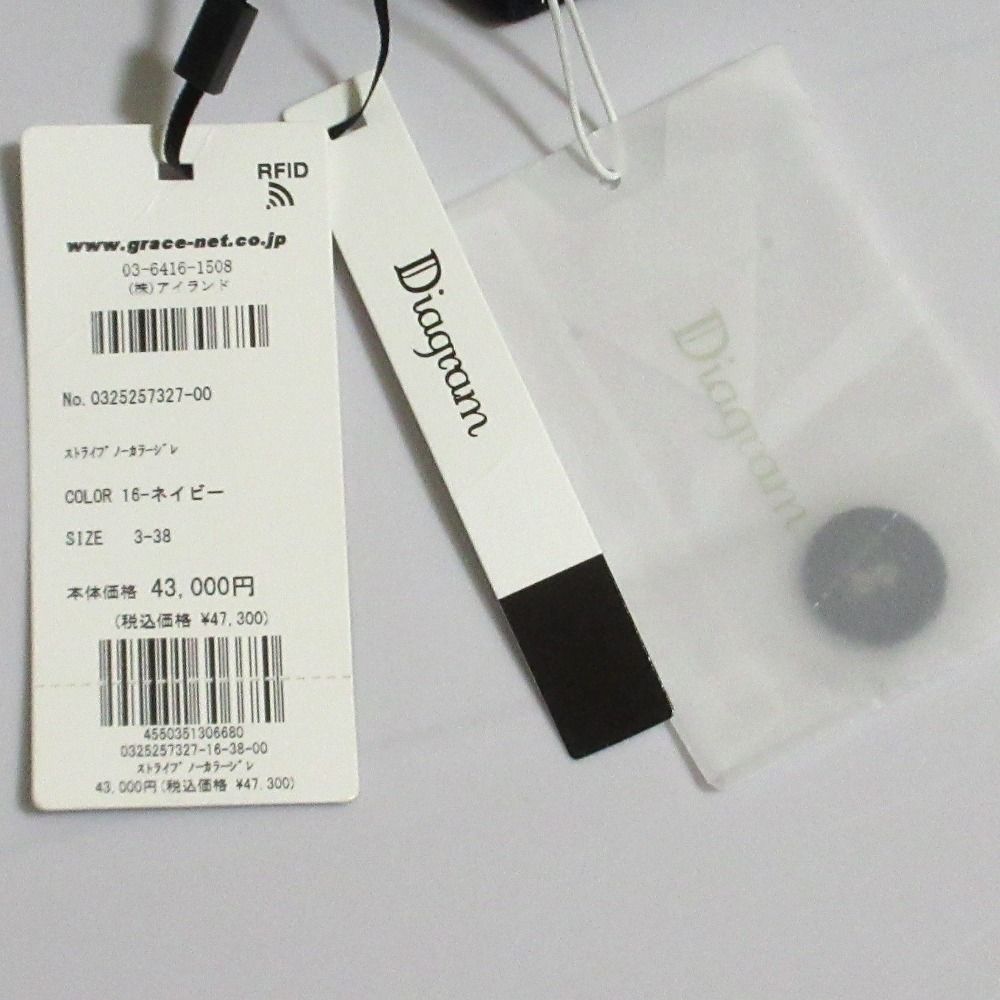 RFID
www.grace-net.co.jp
03-6416-1508
(株)アイランド
No. 0325257327-00
ｽﾄﾗｲﾌﾟ ﾉｰｶﾗｰｼﾞﾚ
COLOR 16-ネイビー
SIZE 3-38
本体価格 43,000円
(税込価格 ¥47,300)
4550351306680
0325257327-16-38-00
ｽﾄﾗｲﾌﾟ ﾉｰｶﾗｰｼﾞﾚ
43,000円(税込価格 ¥47,300)
Diagram
Diagram